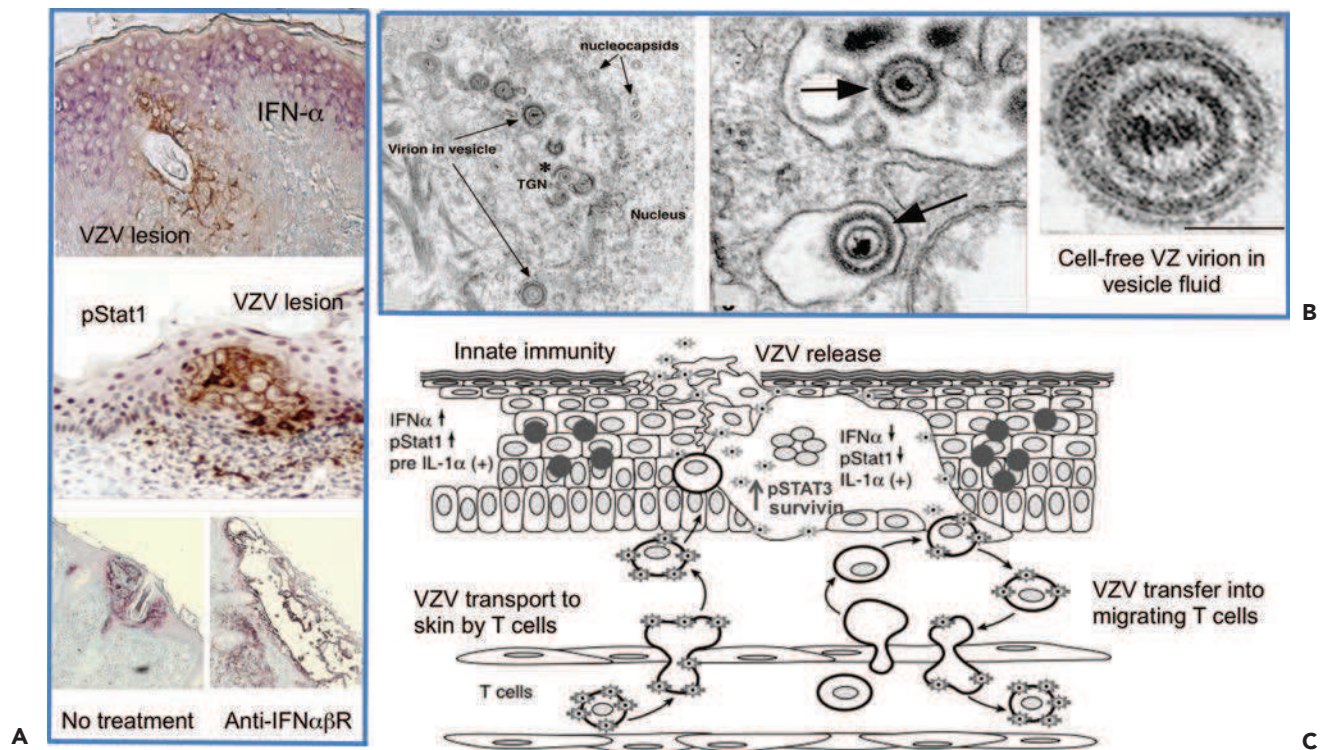 IFN-α
VZV lesion
pStat1
VZV lesion
No treatment
Anti-IFNαβR
A
nucleocapsids
Virion in vesicle
*
TGN
Nucleus
Cell-free VZ virion in
vesicle fluid
B
Innate immunity
VZV release
IFNα ↑
pStat1 ↑
pre IL-1α (+)
IFNα ↓
pStat1 ↓
IL-1α (+)
↑ pSTAT3
survivin
VZV transport to
skin by T cells
VZV transfer into
migrating T cells
T cells
C